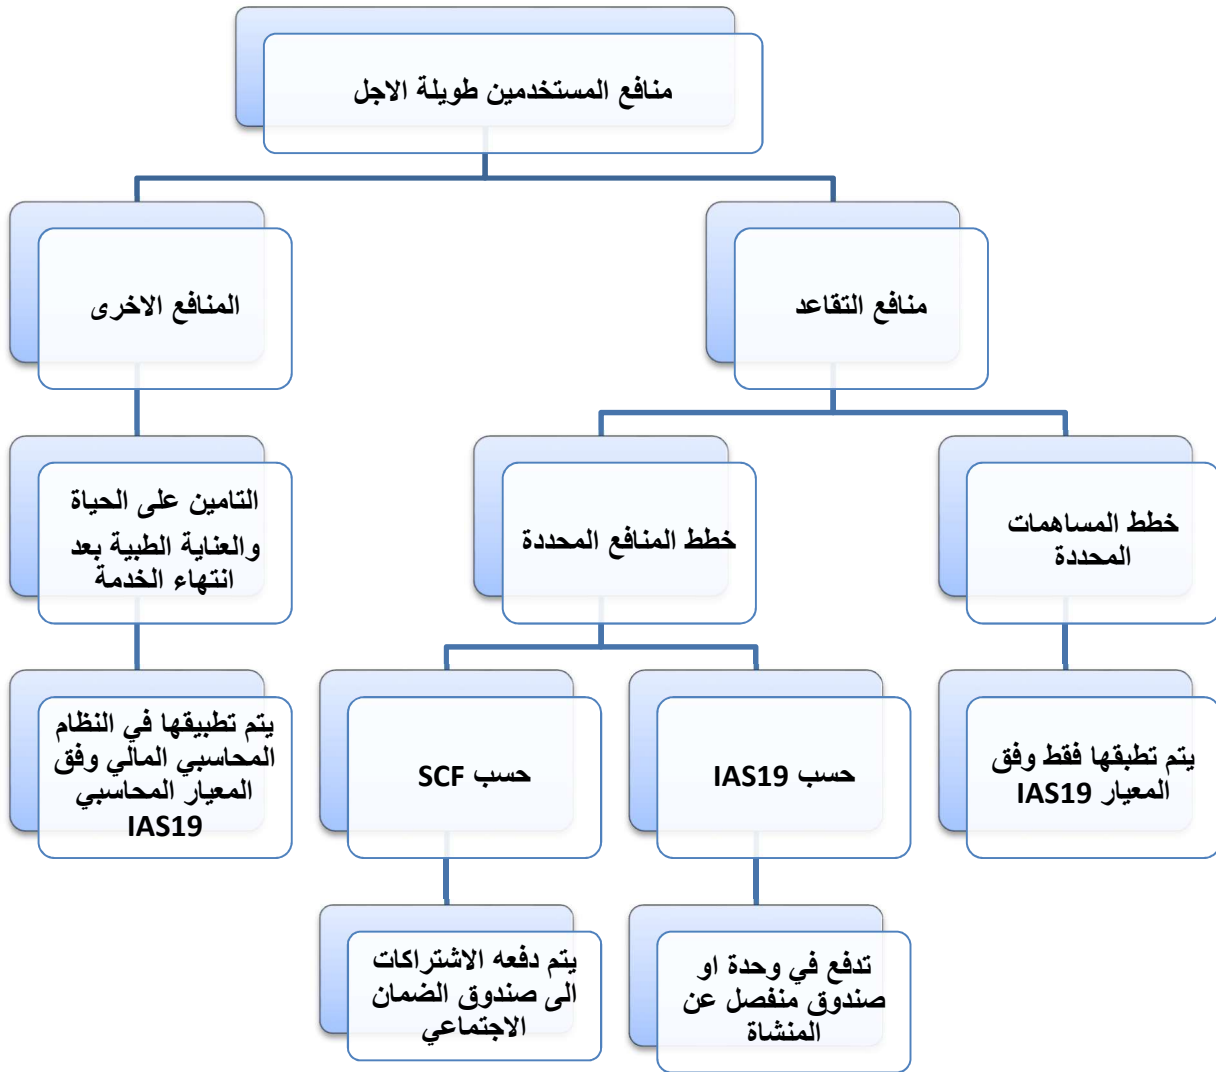 منافع المستخدمين طويلة الاجل
منافع التقاعد
المنافع الاخرى
خطط المساهمات
المحددة
خطط المنافع المحددة
التامين على الحياة
والعناية الطبية بعد
انتهاء الخدمة
يتم تطبقها فقط وفق
المعيار IAS19
حسب IAS19
حسب SCF
يتم تطبيقها في النظام
المحاسبي المالي وفق
المعيار المحاسبي
IAS19
تدفع في وحدة او
صندوق منفصل عن
المنشاة
يتم دفعه الاشتراكات
الى صندوق الضمان
الاجتماعي